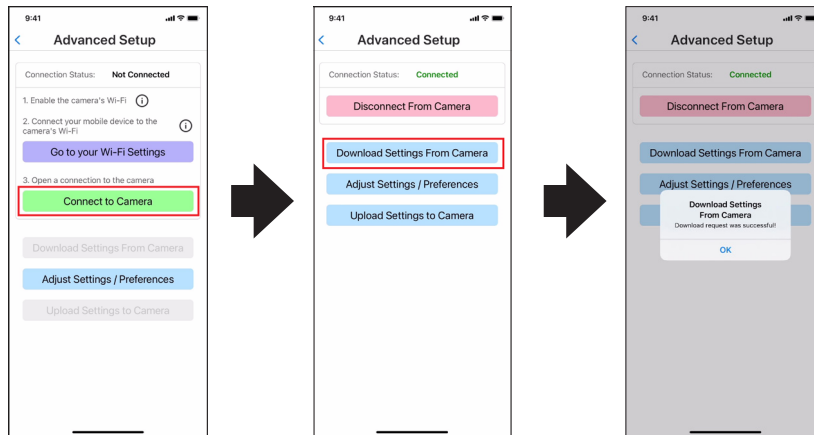 9:41
Advanced Setup
Connection Status: Not Connected
1. Enable the camera's Wi-Fi
2. Connect your mobile device to the
camera's Wi-Fi
Go to your Wi-Fi Settings
3. Open a connection to the camera
Connect to Camera
Download Settings From Camera
Adjust Settings / Preferences
Upload Settings to Camera
9:41
Advanced Setup
Connection Status: Connected
Disconnect From Camera
Download Settings From Camera
Adjust Settings / Preferences
Upload Settings to Camera
9:41
Advanced Setup
Connection Status: Connected
Disconnect From Camera
Download Settings From Camera
Adjust Settings / Preferences
Download Settings
From Camera
Download request was successful!
OK